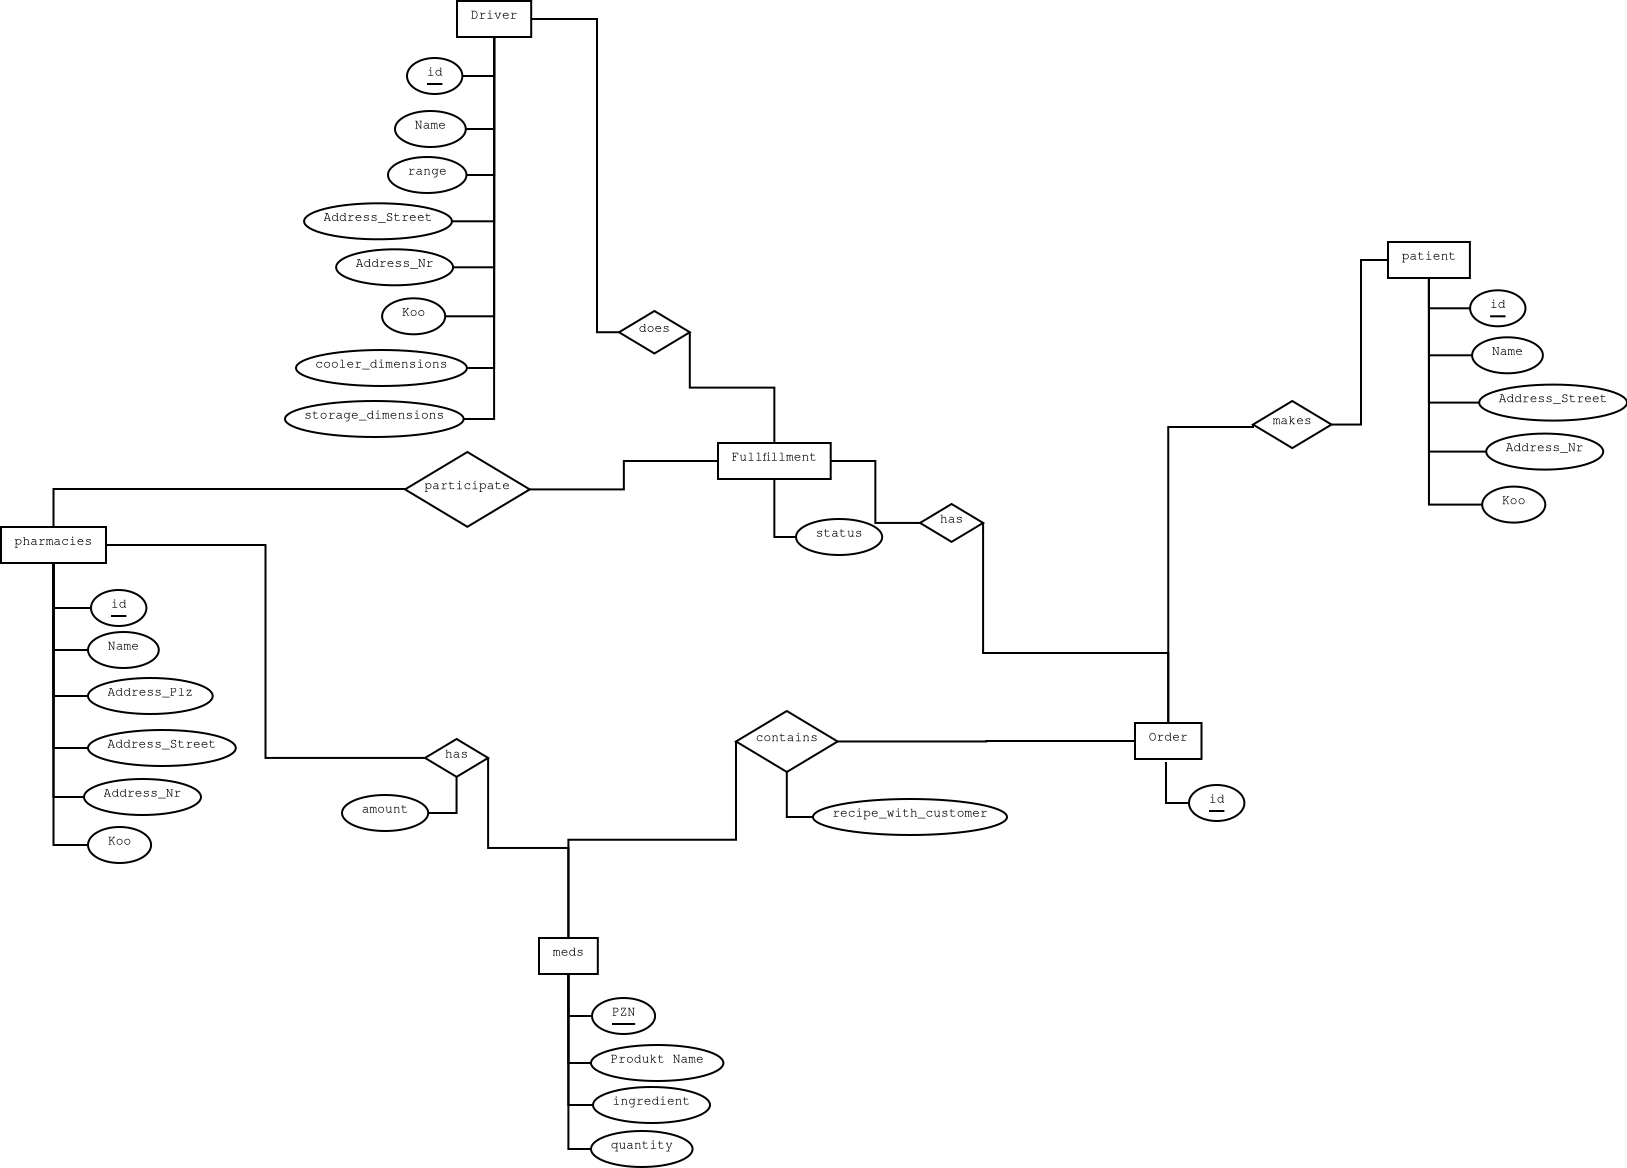 Driver
id
Name
range
Address_Street
Address_Nr
Koo
cooler_dimensions
storage_dimensions
does
patient
id
Name
Address_Street
Address_Nr
Koo
makes
Fullfillment
status
participate
has
pharmacies
id
Name
Address_Plz
Address_Street
Address_Nr
Koo
has
amount
contains
recipe_with_customer
Order
id
meds
PZN
Produkt Name
ingredient
quantity